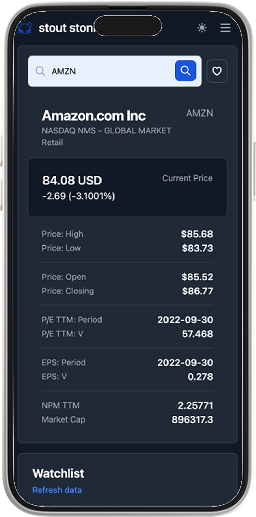 stout
AMZN
Amazon.com Inc AMZN
NASDAQ NMS - GLOBAL MARKET
Retail
84.08 USD Current Price
-2.69 (-3.1001%)
Price: High $85.68
Price: Low $83.73
Price: Open $85.52
Price: Closing $86.77
P/E TTM: Period 2022-09-30
P/E TTM: V 57.468
EPS: Period 2022-09-30
EPS: V 0.278
NPM TTM 2.25771
Market Cap 896317.3
Watchlist
Refresh data